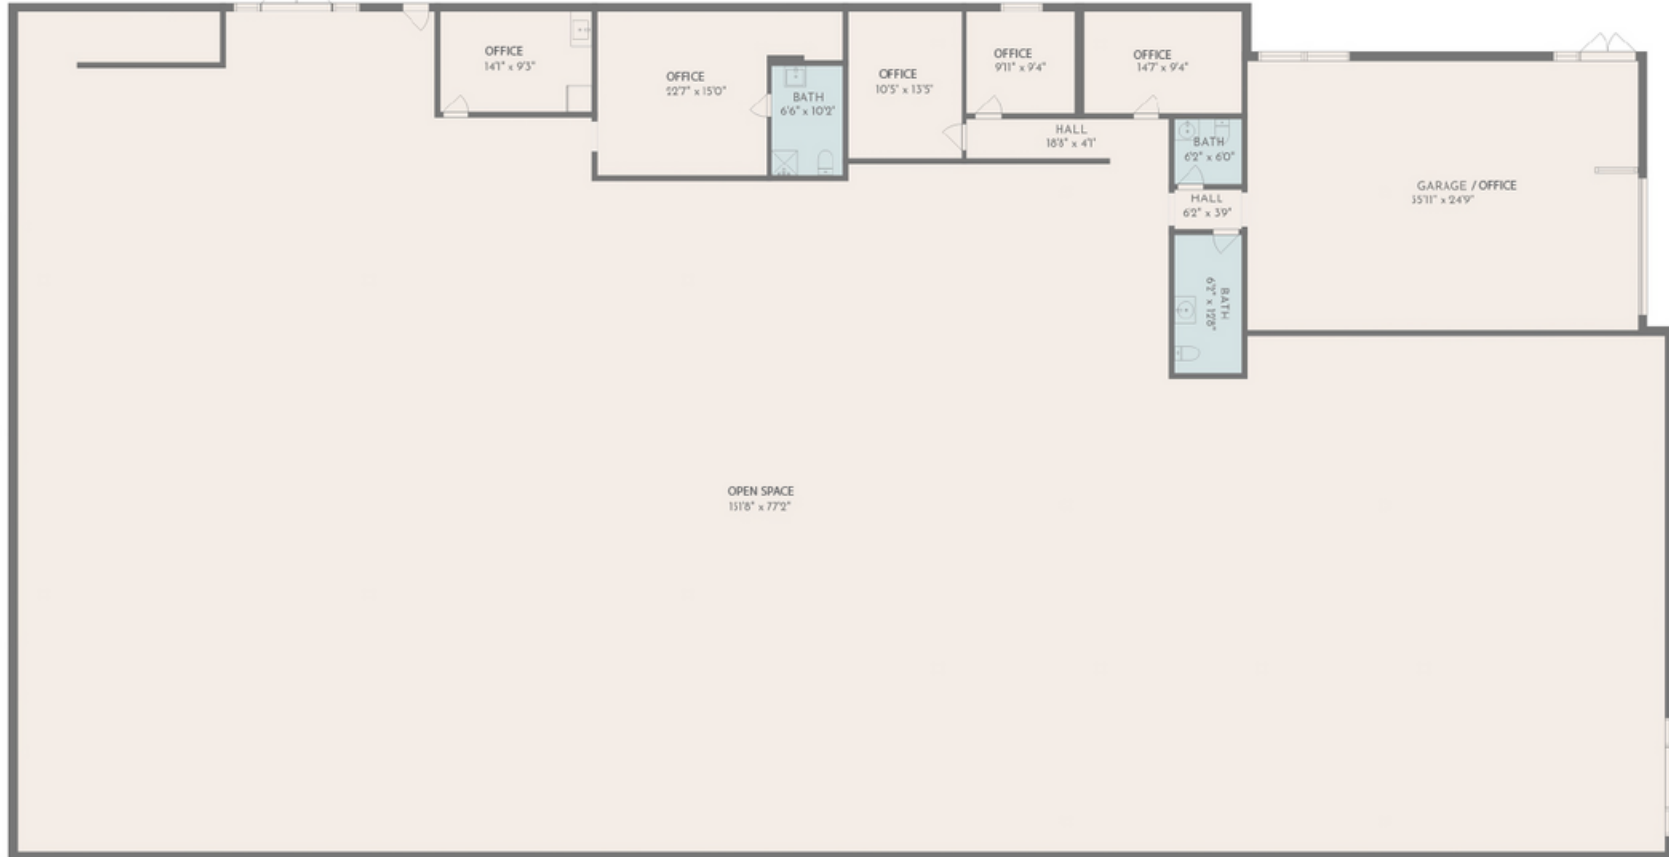 OFFICE
14'1" x 9'3"
OFFICE
22'7" x 15'0"
BATH
6'6" x 10'2"
OFFICE
10'5" x 13'5"
OFFICE
9'11" x 9'4"
OFFICE
14'7" x 9'4"
HALL
18'8" x 4'1"
BATH
6'2" x 6'0"
HALL
6'2" x 3'9"
BATH
6'2" x 12'8"
GARAGE / OFFICE
35'11" x 24'9"
OPEN SPACE
151'8" x 77'2"